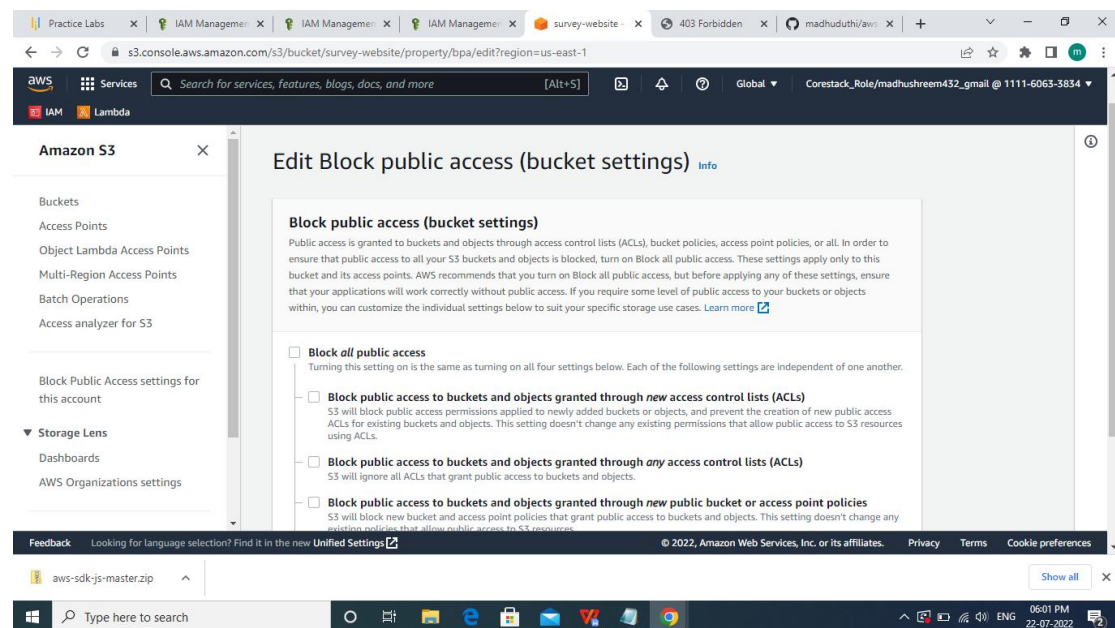 Practice Labs
IAM Managemen
IAM Managemen
IAM Managemen
survey-website -
403 Forbidden
madhuduthi/aws
s3.console.aws.amazon.com/s3/bucket/survey-website/property/bpa/edit?region=us-east-1
m
aws
Services
Search for services, features, blogs, docs, and more
[Alt+S]
Global
Corestack_Role/madhushreem432_gmail @ 1111-6063-3834
IAM
Lambda
Amazon S3
Buckets
Access Points
Object Lambda Access Points
Multi-Region Access Points
Batch Operations
Access analyzer for S3
Block Public Access settings for
this account
Storage Lens
Dashboards
AWS Organizations settings
Edit Block public access (bucket settings) Info
Block public access (bucket settings)
Public access is granted to buckets and objects through access control lists (ACLs), bucket policies, access point policies, or all. In order to
ensure that public access to all your S3 buckets and objects is blocked, turn on Block all public access. These settings apply only to this
bucket and its access points. AWS recommends that you turn on Block all public access, but before applying any of these settings, ensure
that your applications will work correctly without public access. If you require some level of public access to your buckets or objects
within, you can customize the individual settings below to suit your specific storage use cases. Learn more
Block all public access
Turning this setting on is the same as turning on all four settings below. Each of the following settings are independent of one another.
Block public access to buckets and objects granted through new access control lists (ACLs)
S3 will block public access permissions applied to newly added buckets or objects, and prevent the creation of new public access
ACLs for existing buckets and objects. This setting doesn't change any existing permissions that allow public access to S3 resources
using ACLs.
Block public access to buckets and objects granted through any access control lists (ACLs)
S3 will ignore all ACLs that grant public access to buckets and objects.
Block public access to buckets and objects granted through new public bucket or access point policies
S3 will block new bucket and access point policies that grant public access to buckets and objects. This setting doesn't change any
existing policies that allow public access to S3 resources.
Feedback
Looking for language selection? Find it in the new Unified Settings
© 2022, Amazon Web Services, Inc. or its affiliates.
Privacy
Terms
Cookie preferences
aws-sdk-js-master.zip
Show all
Type here to search
ENG
06:01 PM
22-07-2022
2